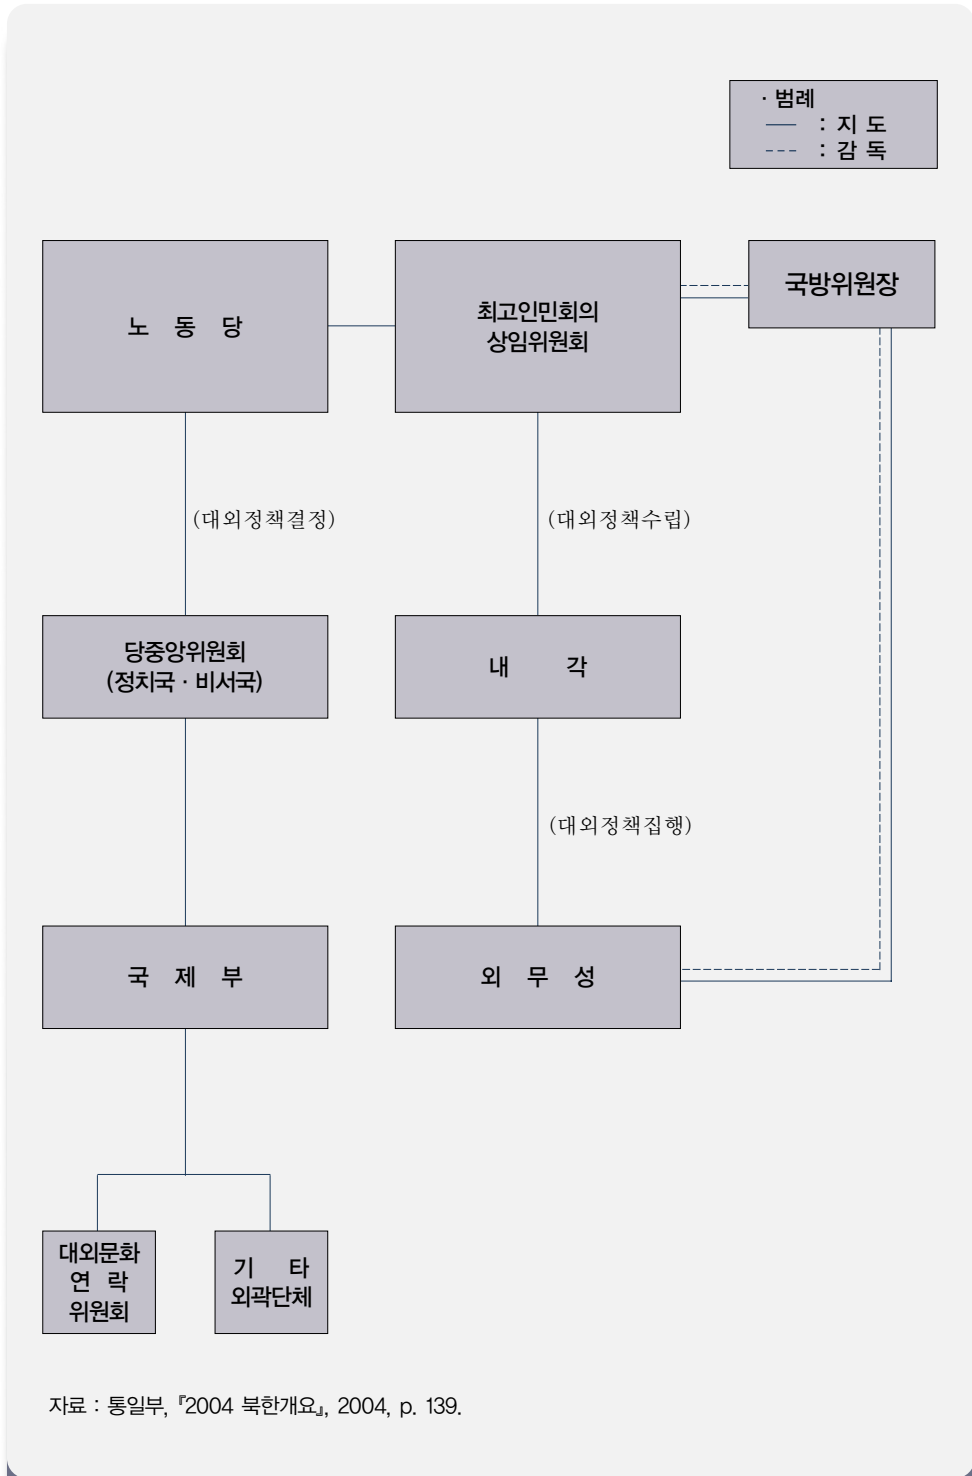 · 범례
: 지 도
: 감 독
노 동 당
최고인민회의
상임위원회
국방위원장
(대외정책결정)
(대외정책수립)
당중앙위원회
(정치국 · 비서국)
내 각
(대외정책집행)
국 제 부
외 무 성
대외문화
연 락
위원회
기 타
외곽단체
자료 : 통일부, 『2004 북한개요』, 2004, p. 139.